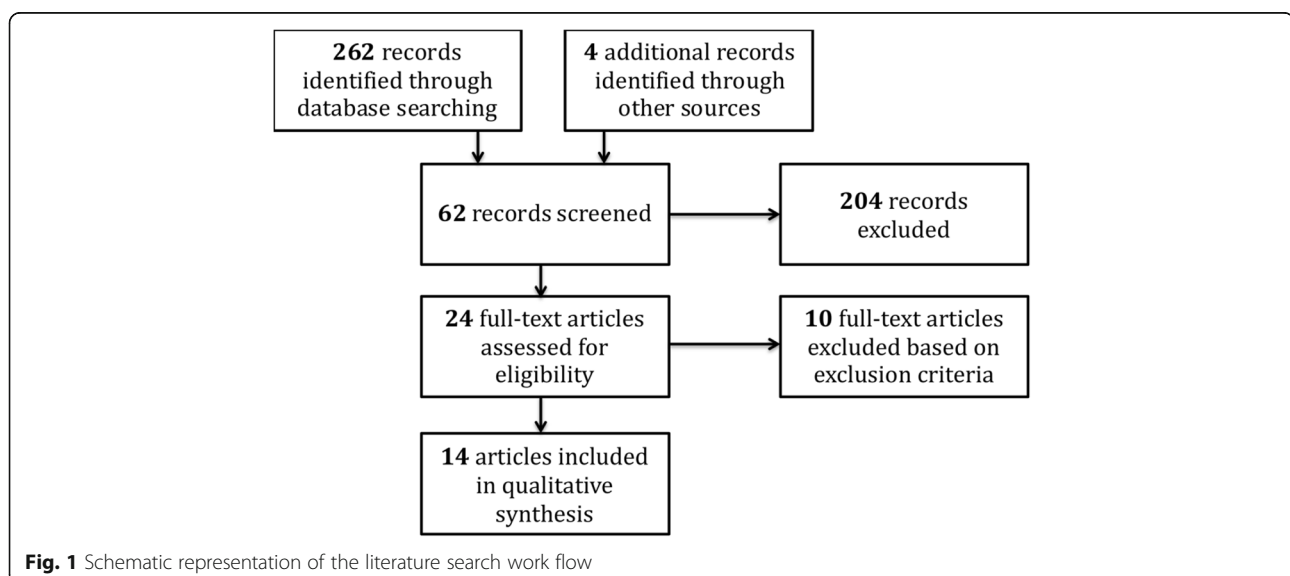 262 records
identified through
database searching
4 additional records
identified through
other sources
62 records screened
204 records
excluded
24 full-text articles
assessed for
eligibility
10 full-text articles
excluded based on
exclusion criteria
14 articles included
in qualitative
synthesis
Fig. 1 Schematic representation of the literature search work flow